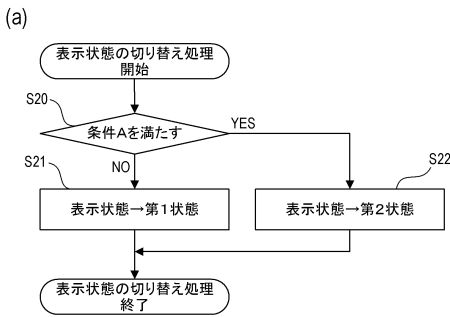 (a)
表示状態の切り替え処理
開始
S20
条件Aを満たす
YES
NO
S21
表示状態→第1状態
S22
表示状態→第2状態
表示状態の切り替え処理
終了